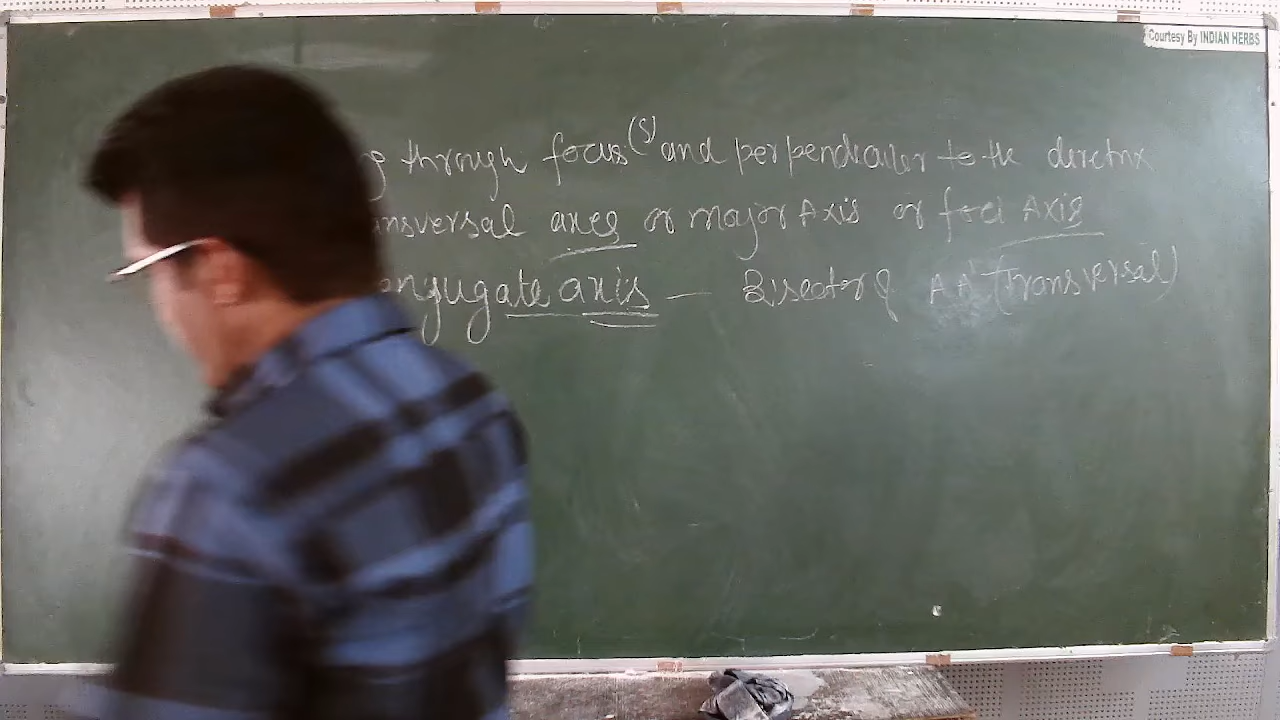 Courtesy By INDIAN HERBS
through focus (S) and perpendicular to the directrix
nsversal axes or major Axis or focl Axis
onjugate axis — Bisector of AA' (Transversal)